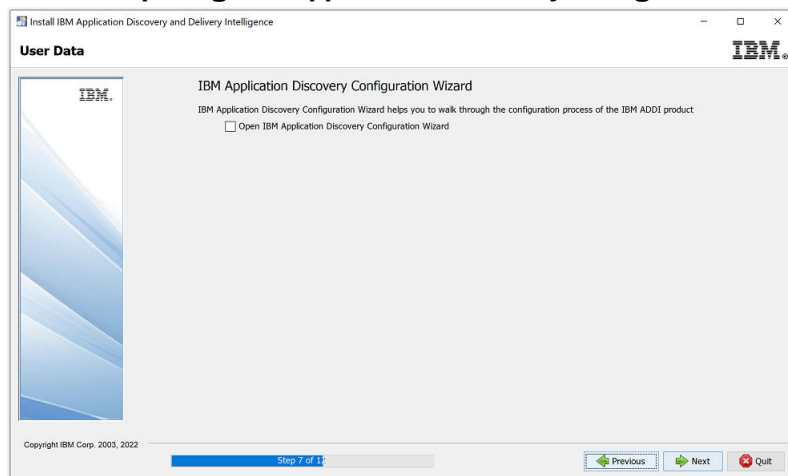 Install IBM Application Discovery and Delivery Intelligence
User Data
IBM®
IBM.
IBM Application Discovery Configuration Wizard
IBM Application Discovery Configuration Wizard helps you to walk through the configuration process of the IBM ADDI product
Open IBM Application Discovery Configuration Wizard
Copyright IBM Corp. 2003, 2022
Step 7 of 12
Previous
Next
Quit